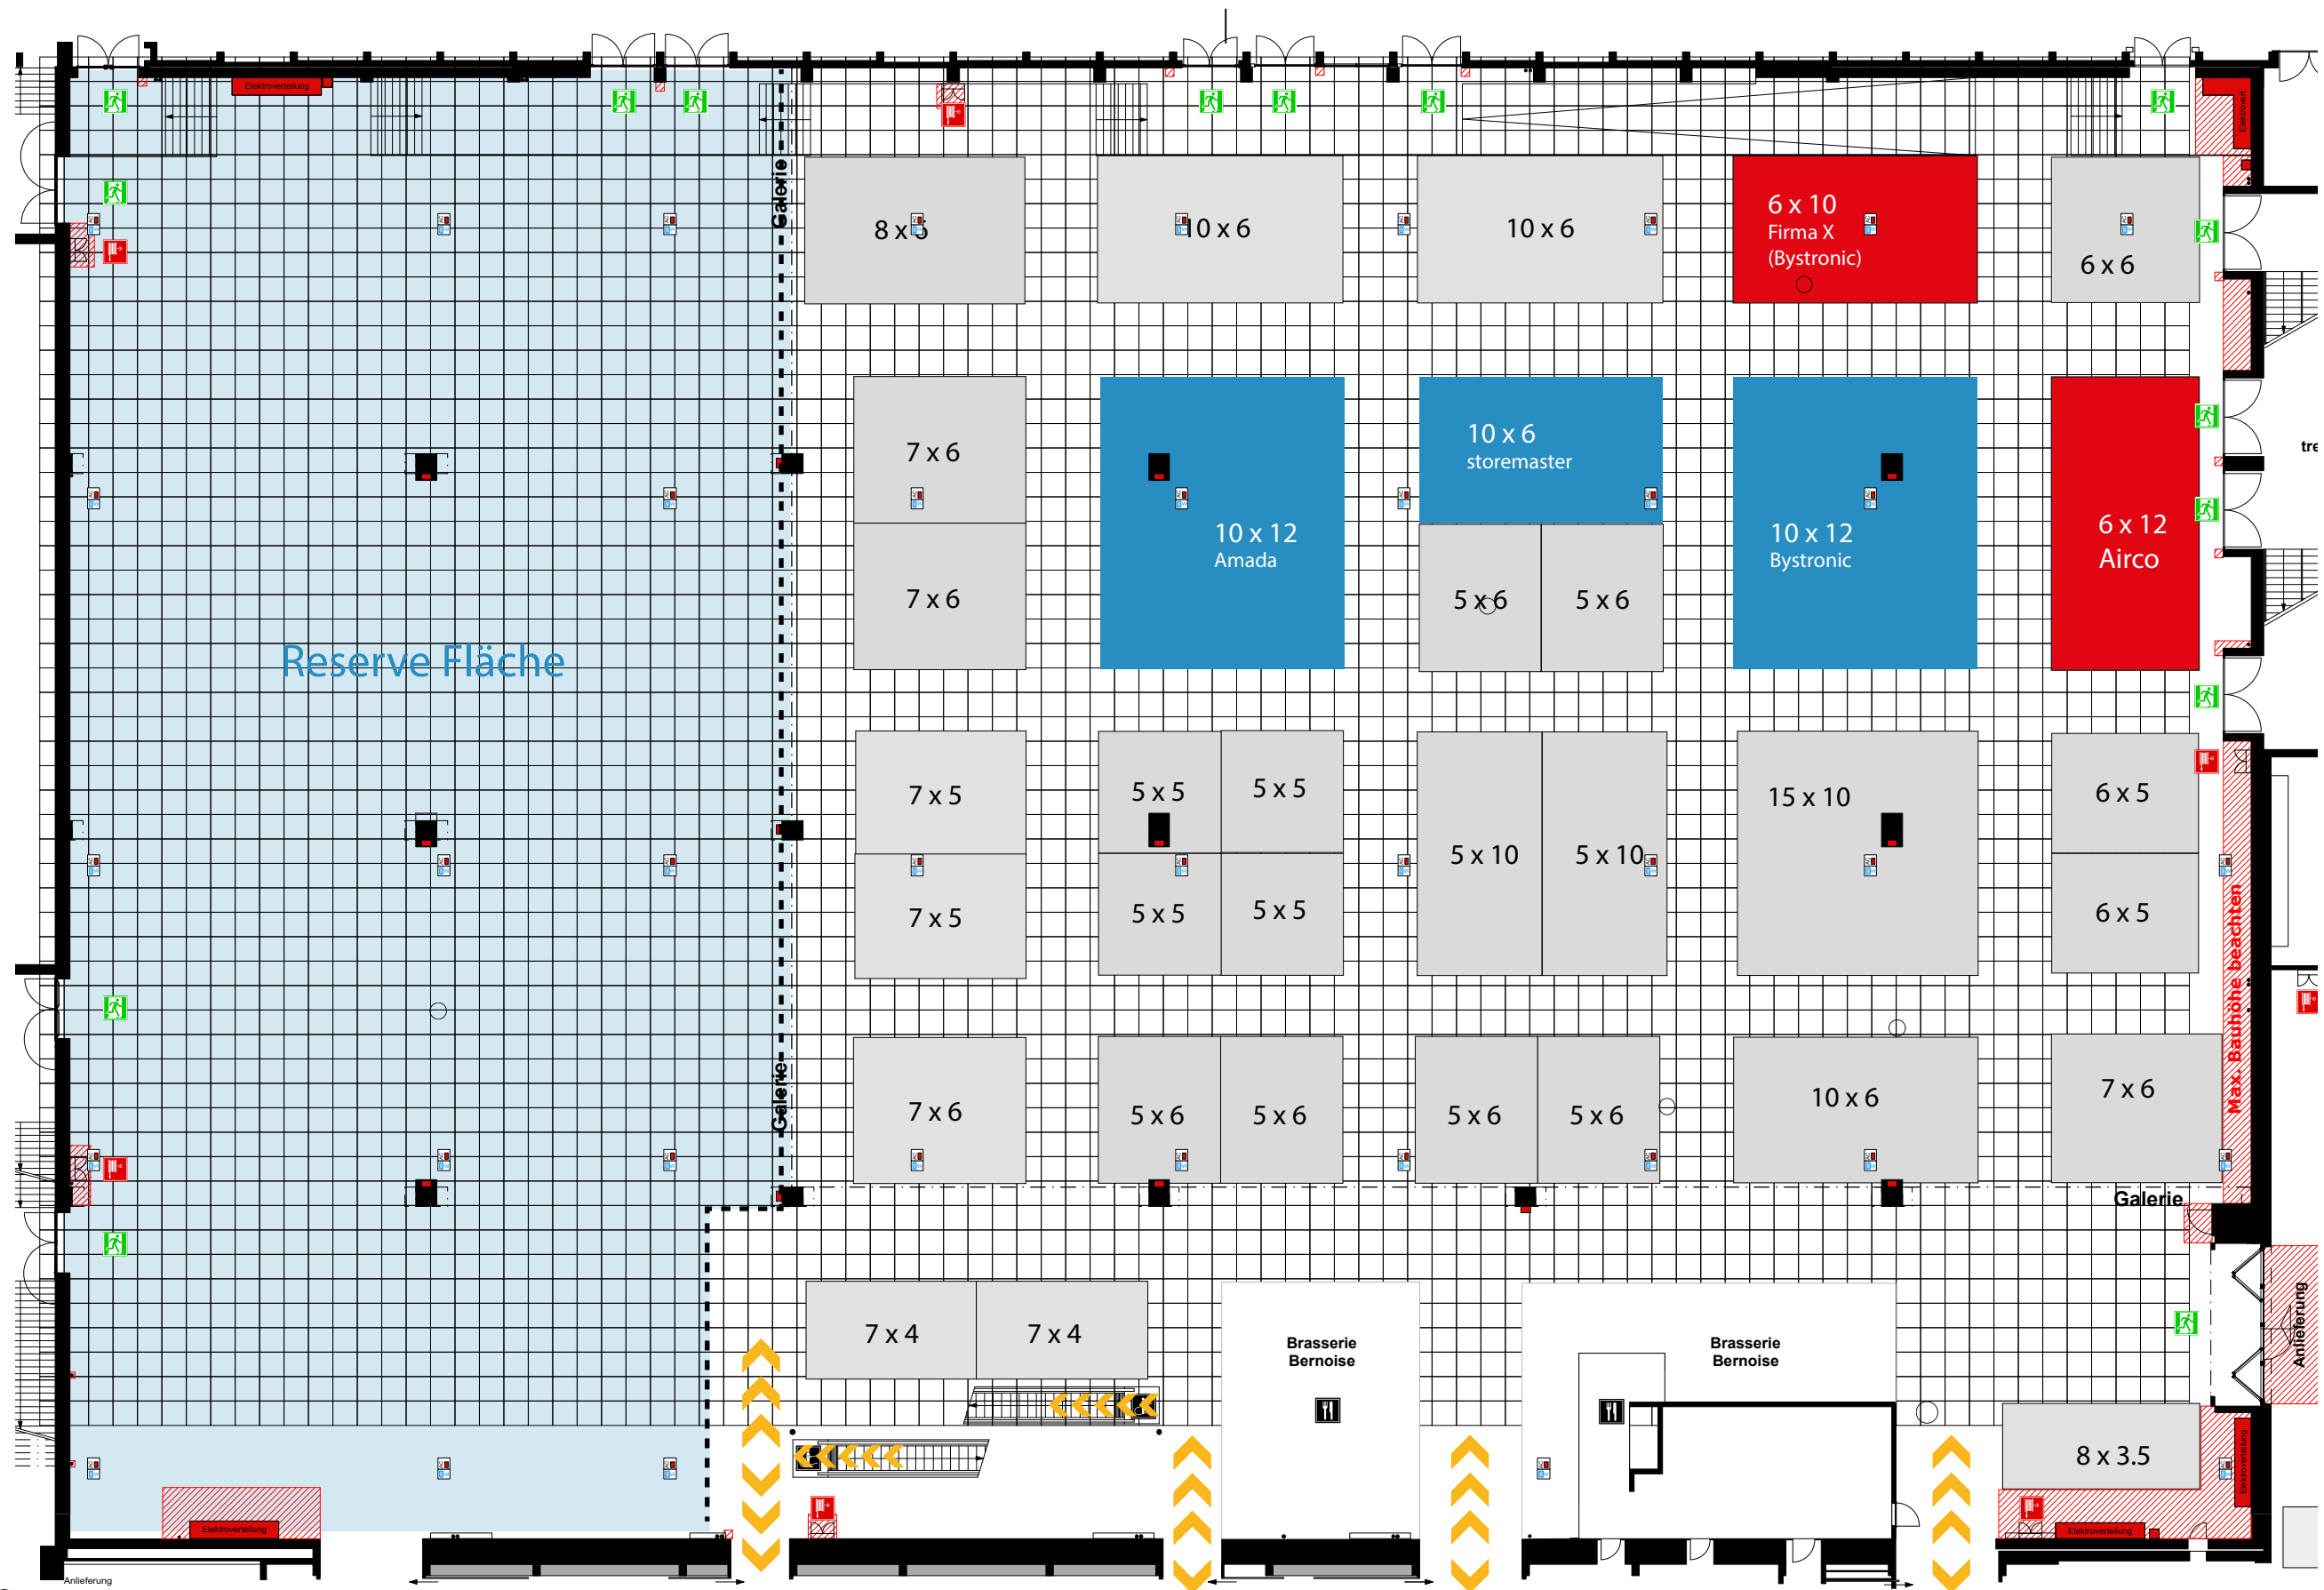 Elektroverteilung
Elektrovert.
Galerie
8 x 6
10 x 6
10 x 6
6 x 10
Firma X
(Bystronic)
6 x 6
7 x 6
10 x 6
storemaster
10 x 12
Amada
10 x 12
Bystronic
6 x 12
Airco
tre
7 x 6
5 x 6
5 x 6
Reserve Fläche
7 x 5
5 x 5
5 x 5
15 x 10
6 x 5
5 x 10
5 x 10
7 x 5
5 x 5
5 x 5
6 x 5
Max. Bauhöhe beachten
Galerie
7 x 6
5 x 6
5 x 6
5 x 6
5 x 6
10 x 6
7 x 6
Galerie
7 x 4
7 x 4
Brasserie
Bernoise
Brasserie
Bernoise
Anlieferung
8 x 3.5
Elektroverteilung
Elektroverteilung
Elektroverteilung
Anlieferung